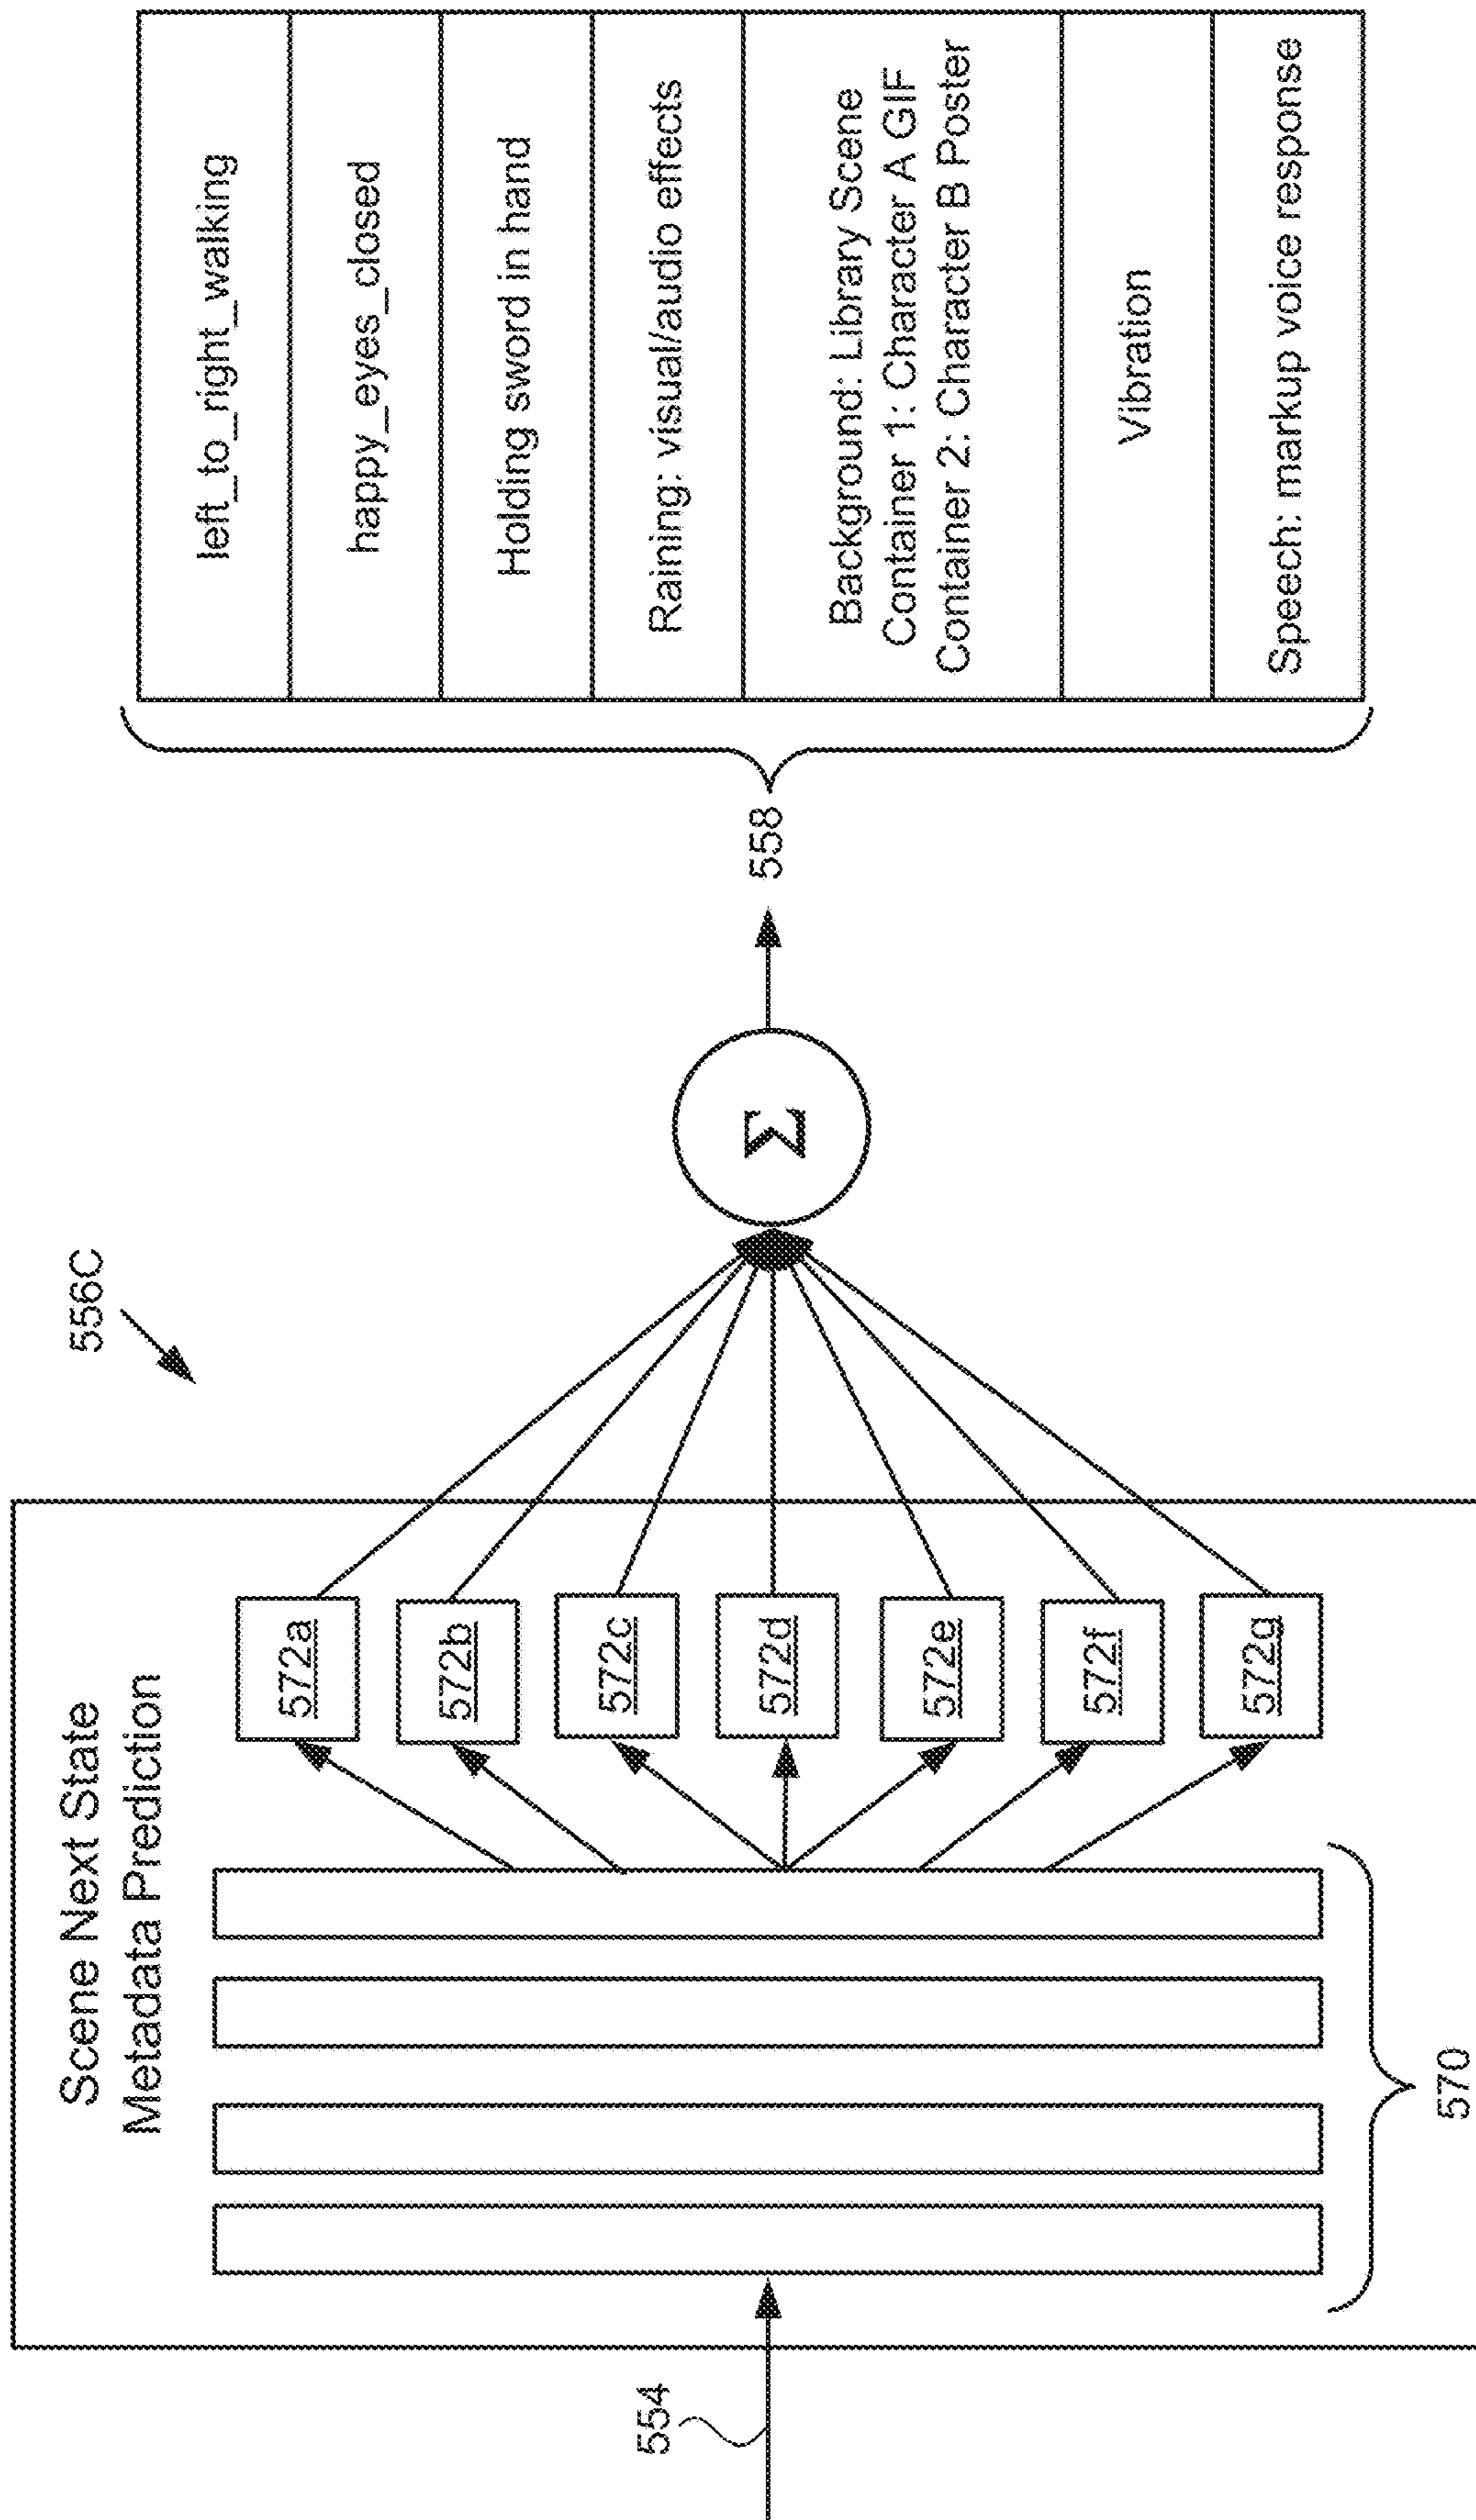 556C
Scene Next State
Metadata Prediction
554
570
572a
572b
572c
572d
572e
572f
572g
Σ
558
left_to_right_walking
happy_eyes_closed
Holding sword in hand
Raining: visual/audio effects
Background: Library Scene
Container 1: Character A GIF
Container 2: Character B Poster
Vibration
Speech: markup voice response